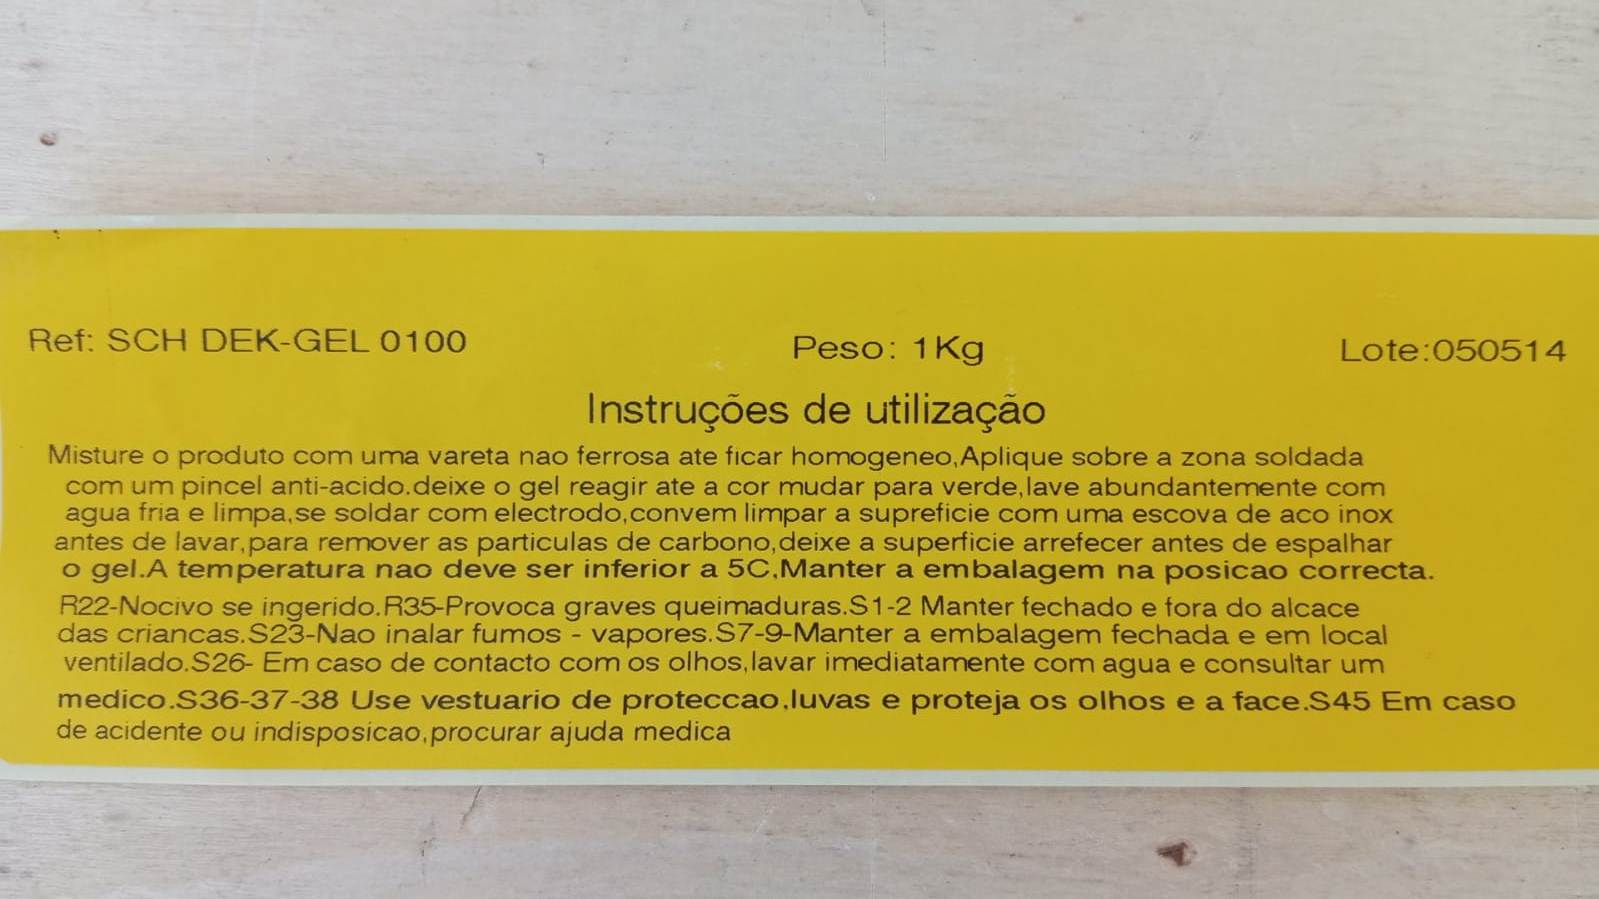 Ref: SCH DEK-GEL 0100 Peso: 1Kg Lote:050514
Instruções de utilização
Misture o produto com uma vareta nao ferrosa ate ficar homogeneo,Aplique sobre a zona soldada
com um pincel anti-acido.deixe o gel reagir ate a cor mudar para verde,lave abundantemente com
agua fria e limpa,se soldar com electrodo,convem limpar a supreficie com uma escova de aco inox
antes de lavar,para remover as particulas de carbono,deixe a superficie arrefecer antes de espalhar
o gel.A temperatura nao deve ser inferior a 5C,Manter a embalagem na posicao correcta.
R22-Nocivo se ingerido.R35-Provoca graves queimaduras.S1-2 Manter fechado e fora do alcace
das criancas.S23-Nao inalar fumos - vapores.S7-9-Manter a embalagem fechada e em local
ventilado.S26- Em caso de contacto com os olhos,lavar imediatamente com agua e consultar um
medico.S36-37-38 Use vestuario de proteccao,luvas e proteja os olhos e a face.S45 Em caso
de acidente ou indisposicao,procurar ajuda medica